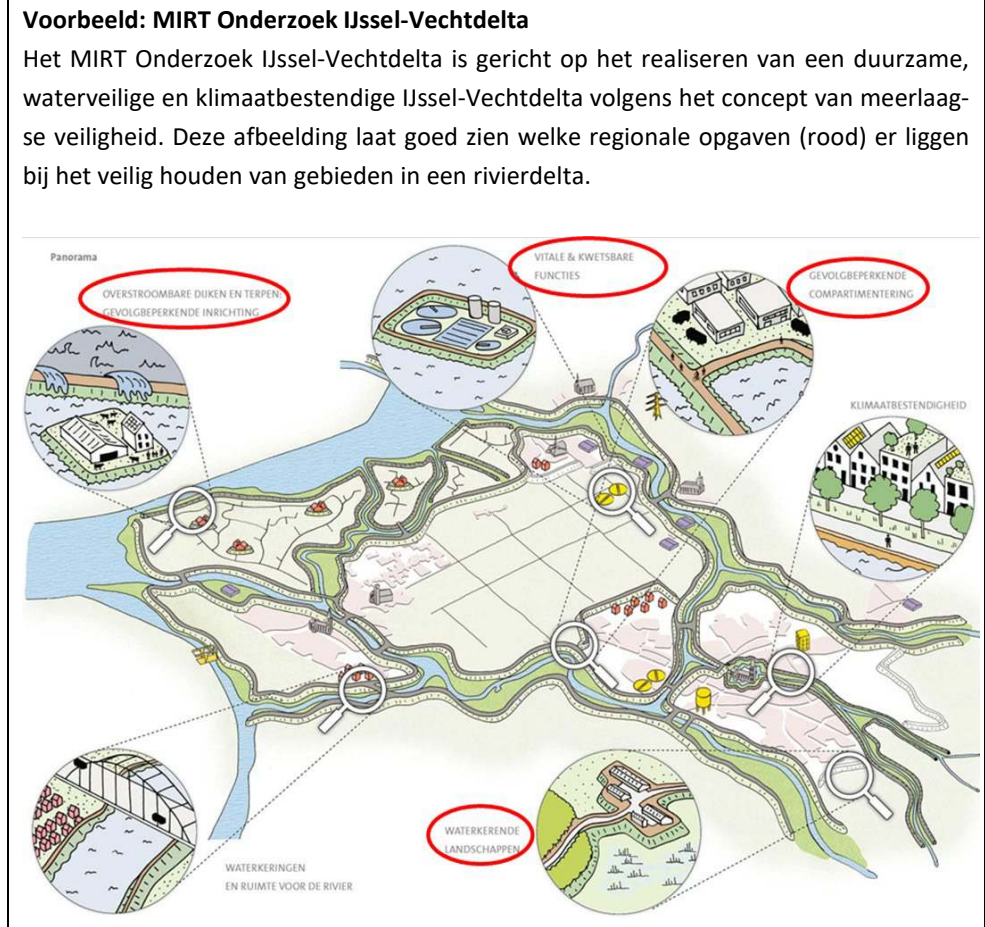 Voorbeeld: MIRT Onderzoek IJssel-Vechtdelta
Het MIRT Onderzoek IJssel-Vechtdelta is gericht op het realiseren van een duurzame,
waterveilige en klimaatbestendige IJssel-Vechtdelta volgens het concept van meerlaag-
se veiligheid. Deze afbeelding laat goed zien welke regionale opgaven (rood) er liggen
bij het veilig houden van gebieden in een rivierdelta.
Panorama
OVERSTROOMBARE DIJKEN EN TERPEN:
GEVOLGBEPERKENDE INRICHTING
VITALE & KWETSBARE
FUNCTIES
GEVOLGBEPERKENDE
COMPARTIMENTERING
KLIMAATBESTENDIGHEID
WATERKERINGEN
EN RUIMTE VOOR DE RIVIER
WATERKERENDE
LANDSCHAPPEN